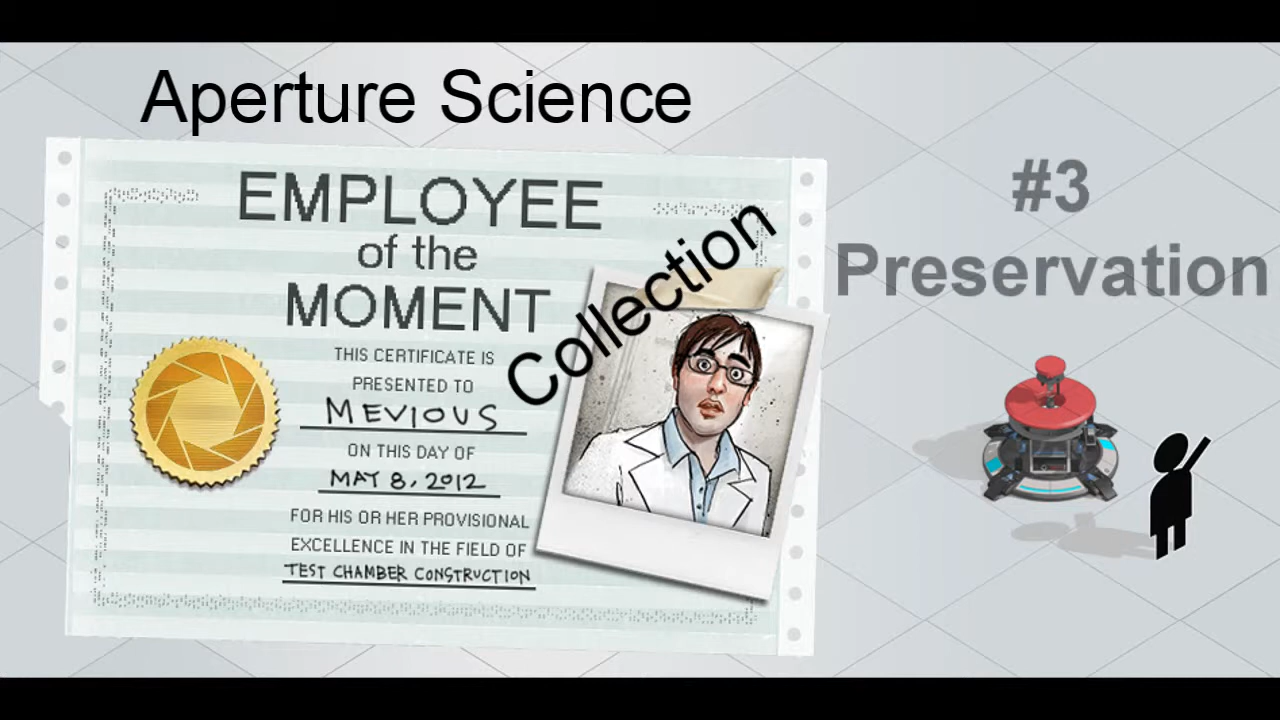 Aperture Science
EMPLOYEE
of the
MOMENT
Collection
THIS CERTIFICATE IS
PRESENTED TO
MEVIOUS
ON THIS DAY OF
MAY 8, 2012
FOR HIS OR HER PROVISIONAL
EXCELLENCE IN THE FIELD OF
TEST CHAMBER CONSTRUCTION
#3
Preservation